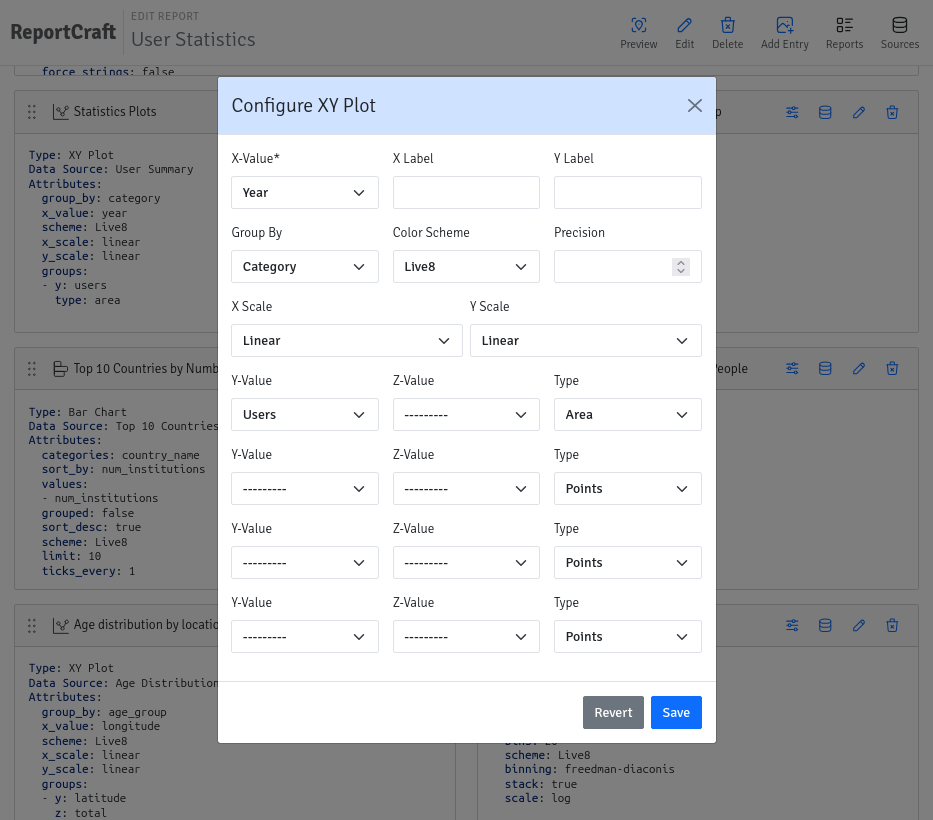 ReportCraft
EDIT REPORT
User Statistics
Preview
Edit
Delete
Add Entry
Reports
Sources
force_strings: false
Statistics Plots
Type: XY Plot
Data Source: User Summary
Attributes:
group_by: category
x_value: year
scheme: Live8
x_scale: linear
y_scale: linear
groups:
- y: users
type: area
Top 10 Countries by Numb
People
Type: Bar Chart
Data Source: Top 10 Countries
Attributes:
categories: country_name
sort_by: num_institutions
values:
- num_institutions
grouped: false
sort_desc: true
scheme: Live8
limit: 10
ticks_every: 1
Age distribution by locatio
Type: XY Plot
Data Source: Age Distribution
Attributes:
group_by: age_group
x_value: longitude
scheme: Live8
x_scale: linear
y_scale: linear
groups:
- y: latitude
z: total
scheme: Live8
binning: freedman-diaconis
stack: true
scale: log
Configure XY Plot
X-Value* X Label Y Label
Year
Group By Color Scheme Precision
Category Live8
X Scale Y Scale
Linear Linear
Y-Value Z-Value Type
Users --------- Area
Y-Value Z-Value Type
--------- --------- Points
Y-Value Z-Value Type
--------- --------- Points
Y-Value Z-Value Type
--------- --------- Points
Revert Save